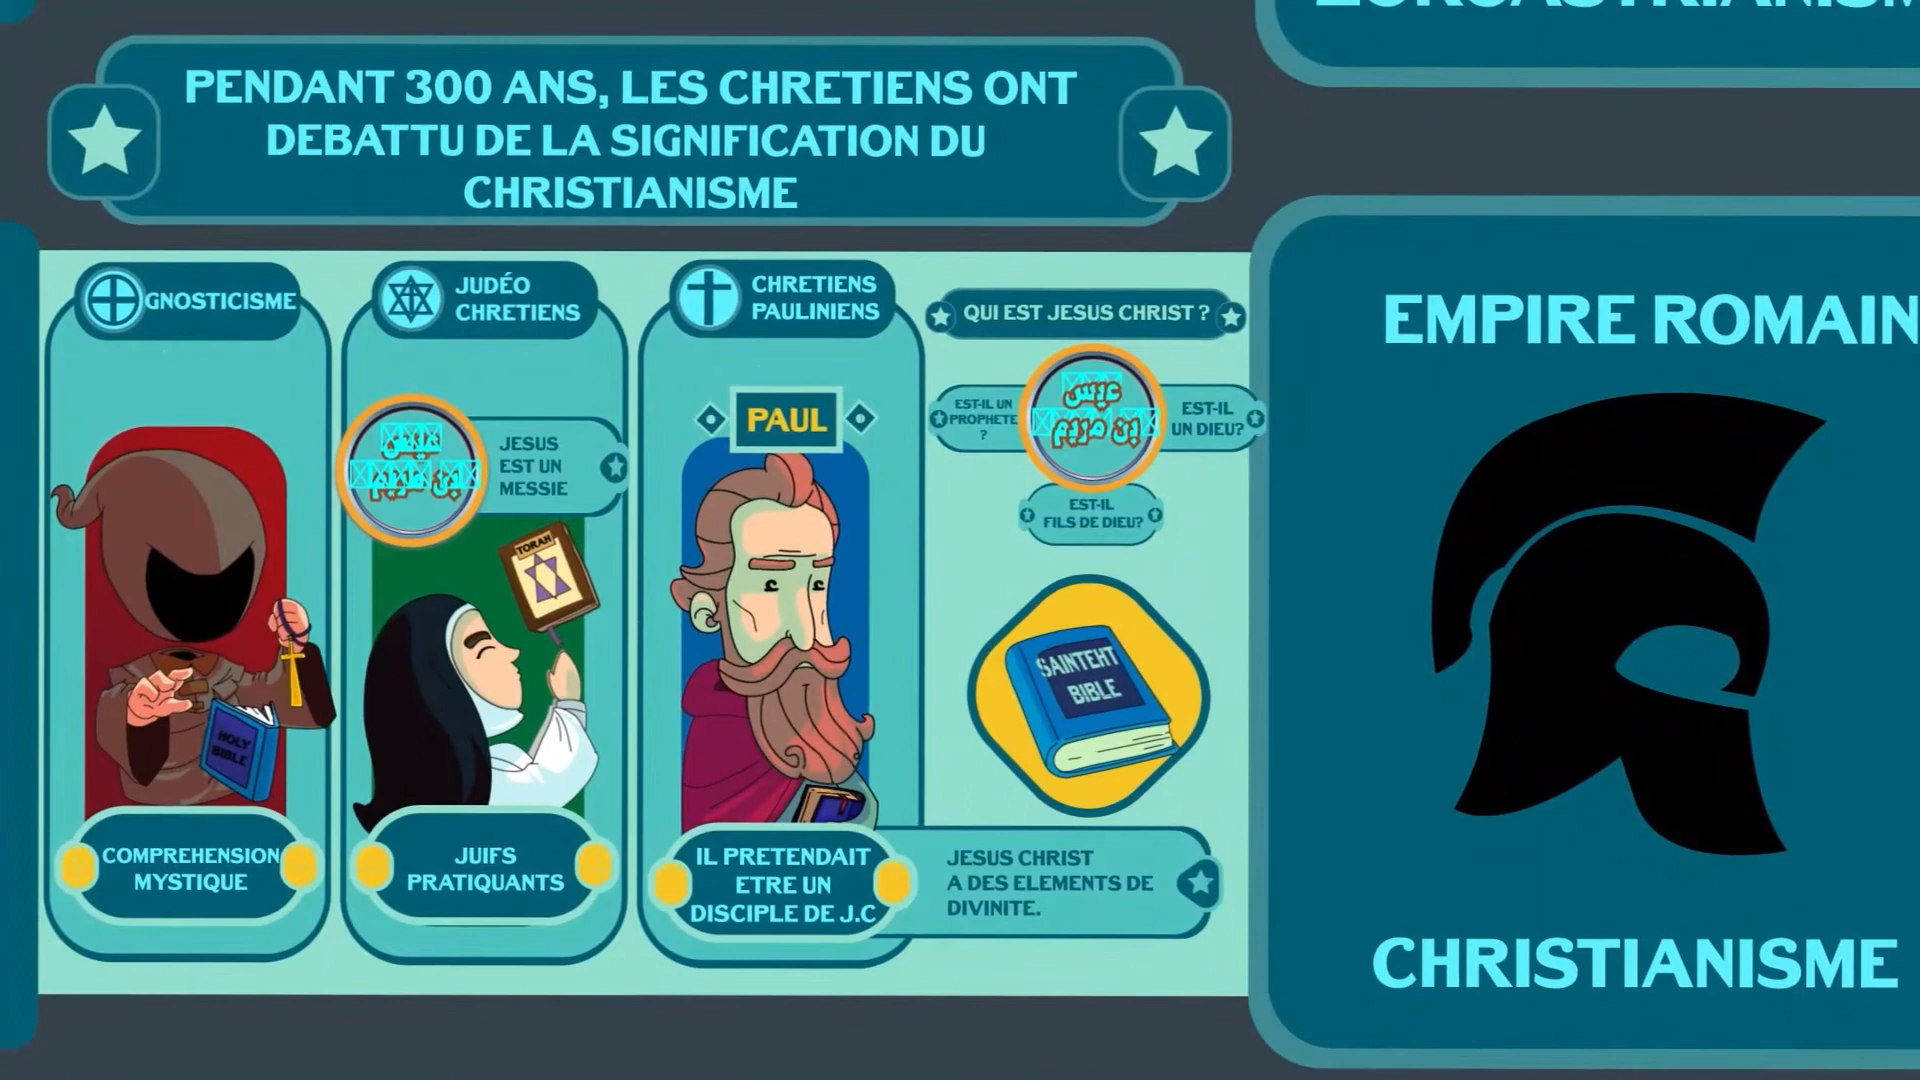 PENDANT 300 ANS, LES CHRETIENS ONT
DEBATTU DE LA SIGNIFICATION DU
CHRISTIANISME
GNOSTICISME
JUDÉO
CHRETIENS
CHRETIENS
PAULINIENS
QUI EST JESUS CHRIST ?
EST-IL UN
PROPHETE
?
عيسى
بن مريم
EST-IL
UN DIEU?
EST-IL
FILS DE DIEU?
JESUS
EST UN
MESSIE
PAUL
TORAH
HOLY
BIBLE
SAINTEHT
BIBLE
COMPREHENSION
MYSTIQUE
JUIFS
PRATIQUANTS
IL PRETENDAIT
ETRE UN
DISCIPLE DE J.C
JESUS CHRIST
A DES ELEMENTS DE
DIVINITE.
EMPIRE ROMAIN
CHRISTIANISME